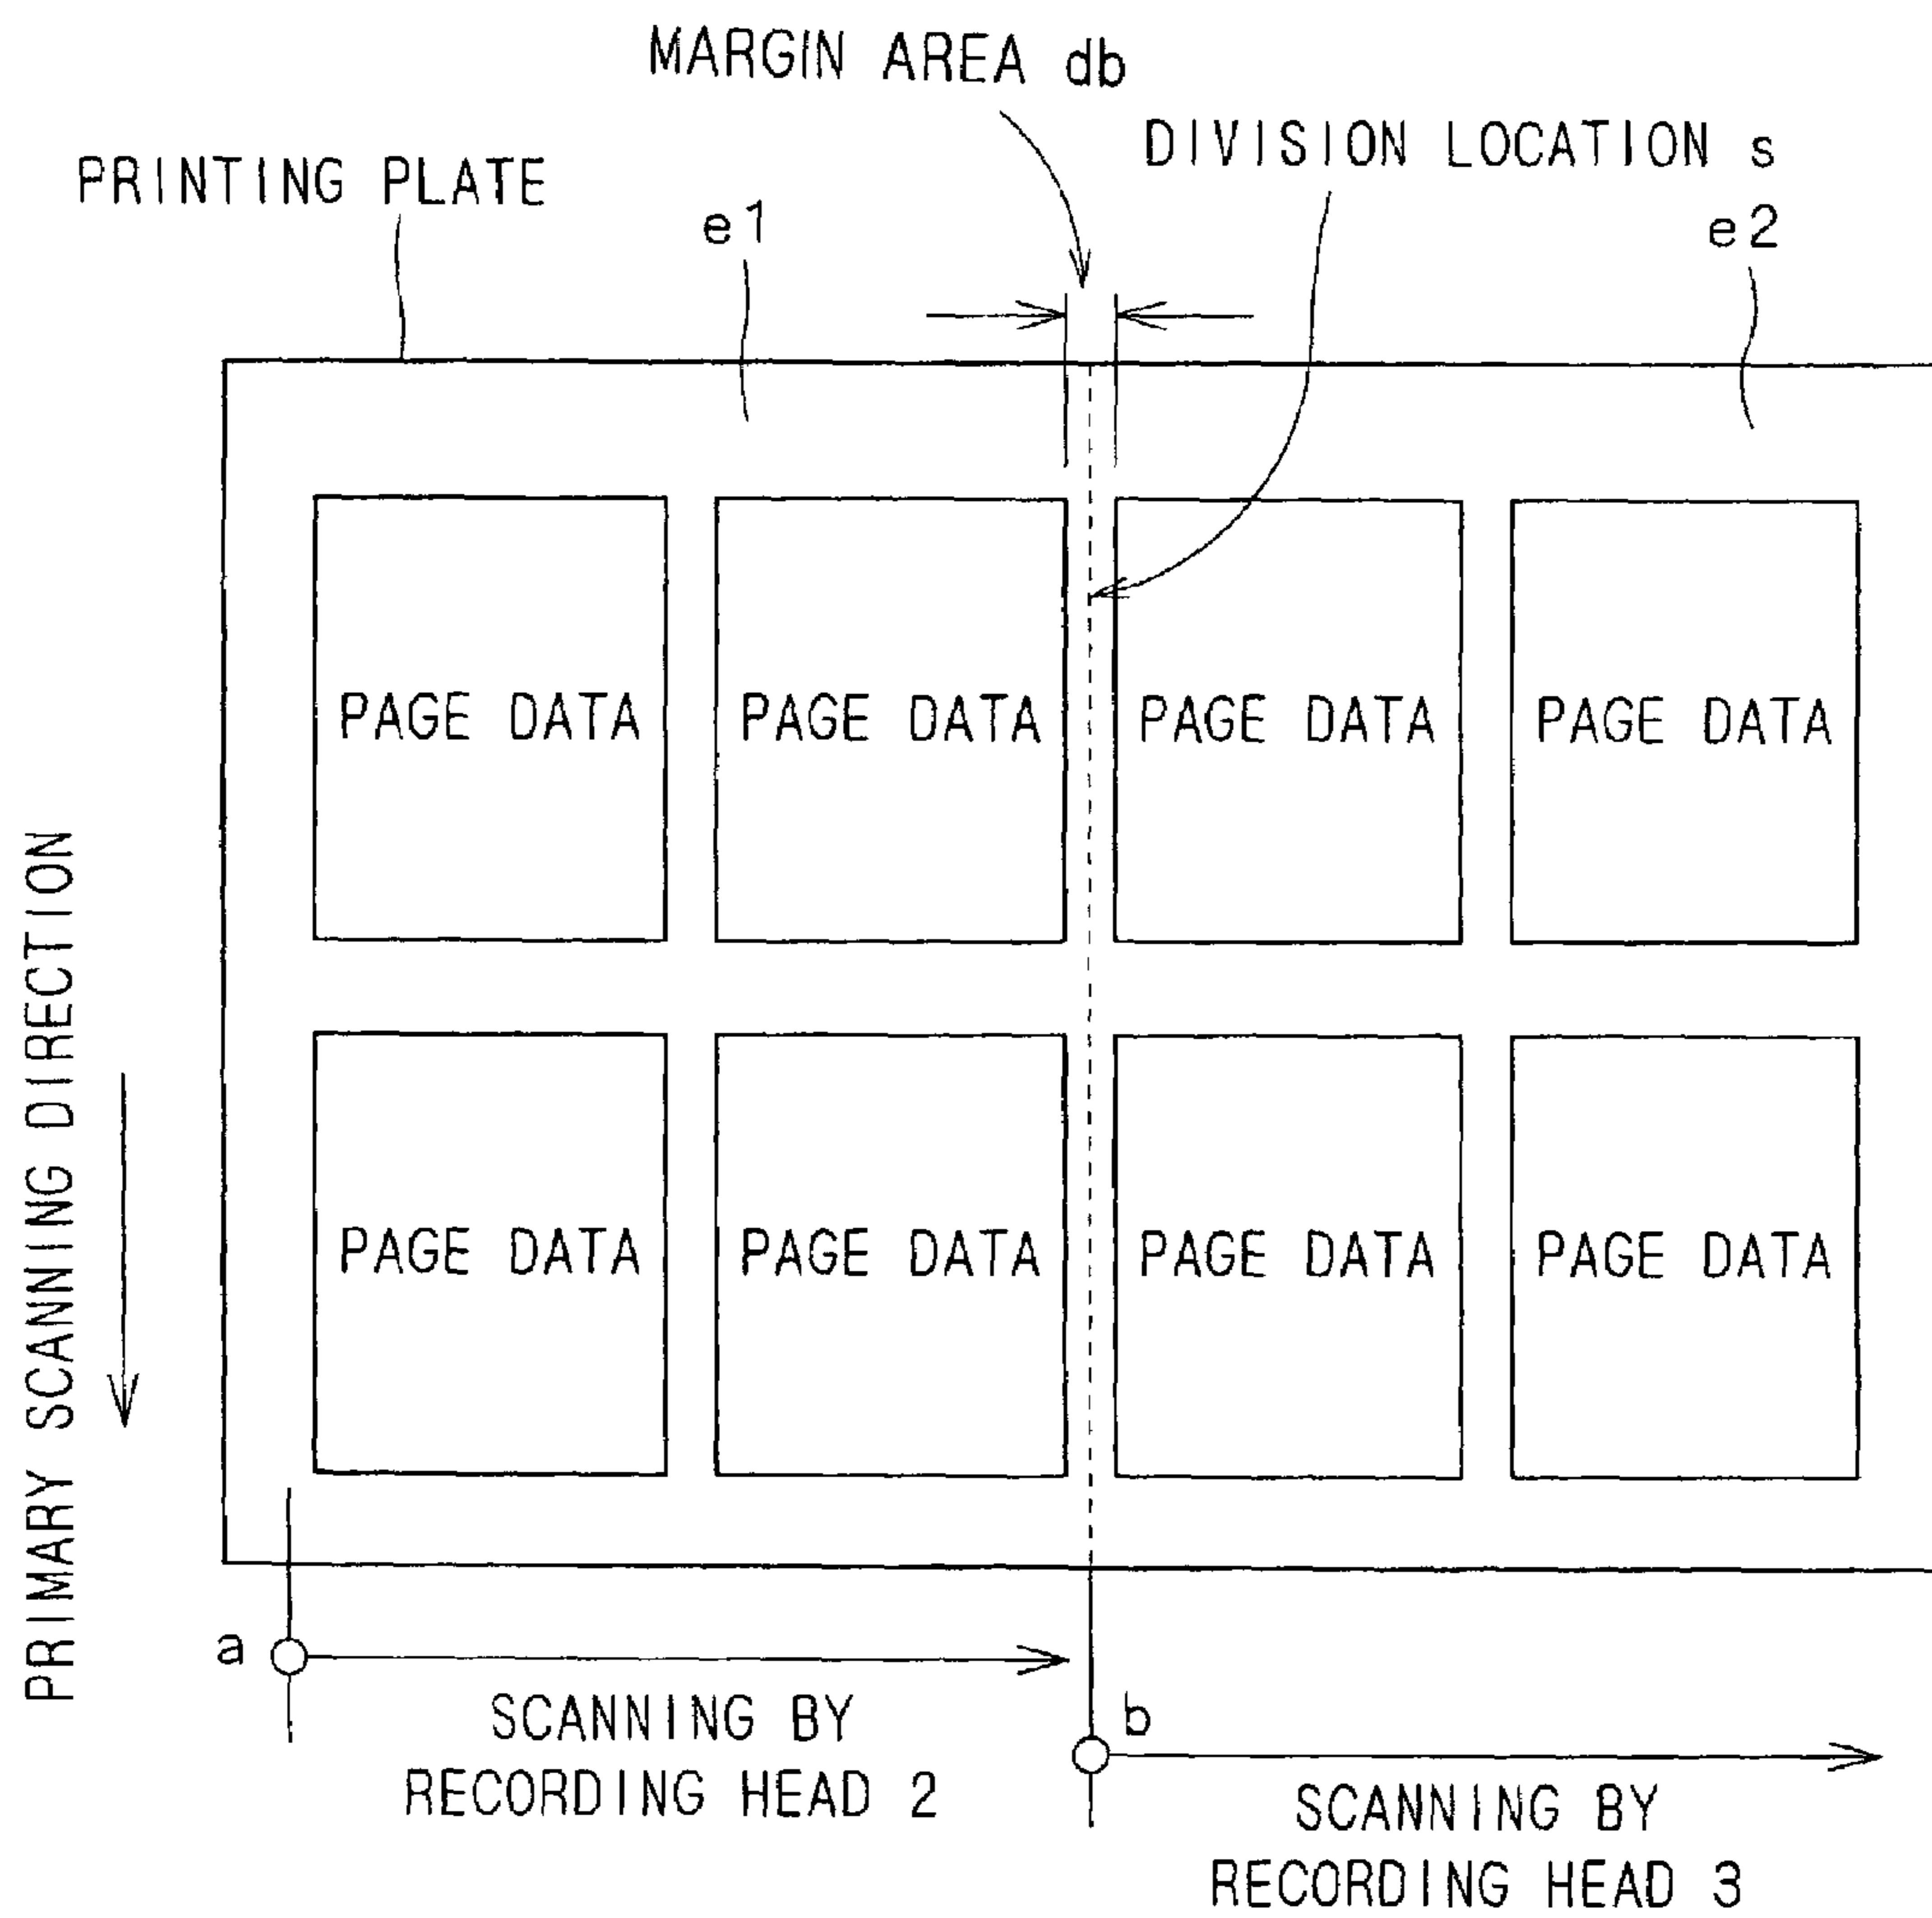 MARGIN AREA db
DIVISION LOCATION s
PRINTING PLATE
e1
e2
PAGE DATA PAGE DATA PAGE DATA PAGE DATA
PAGE DATA PAGE DATA PAGE DATA PAGE DATA
PRIMARY SCANNING DIRECTION
a
SCANNING BY
RECORDING HEAD 2
b
SCANNING BY
RECORDING HEAD 3